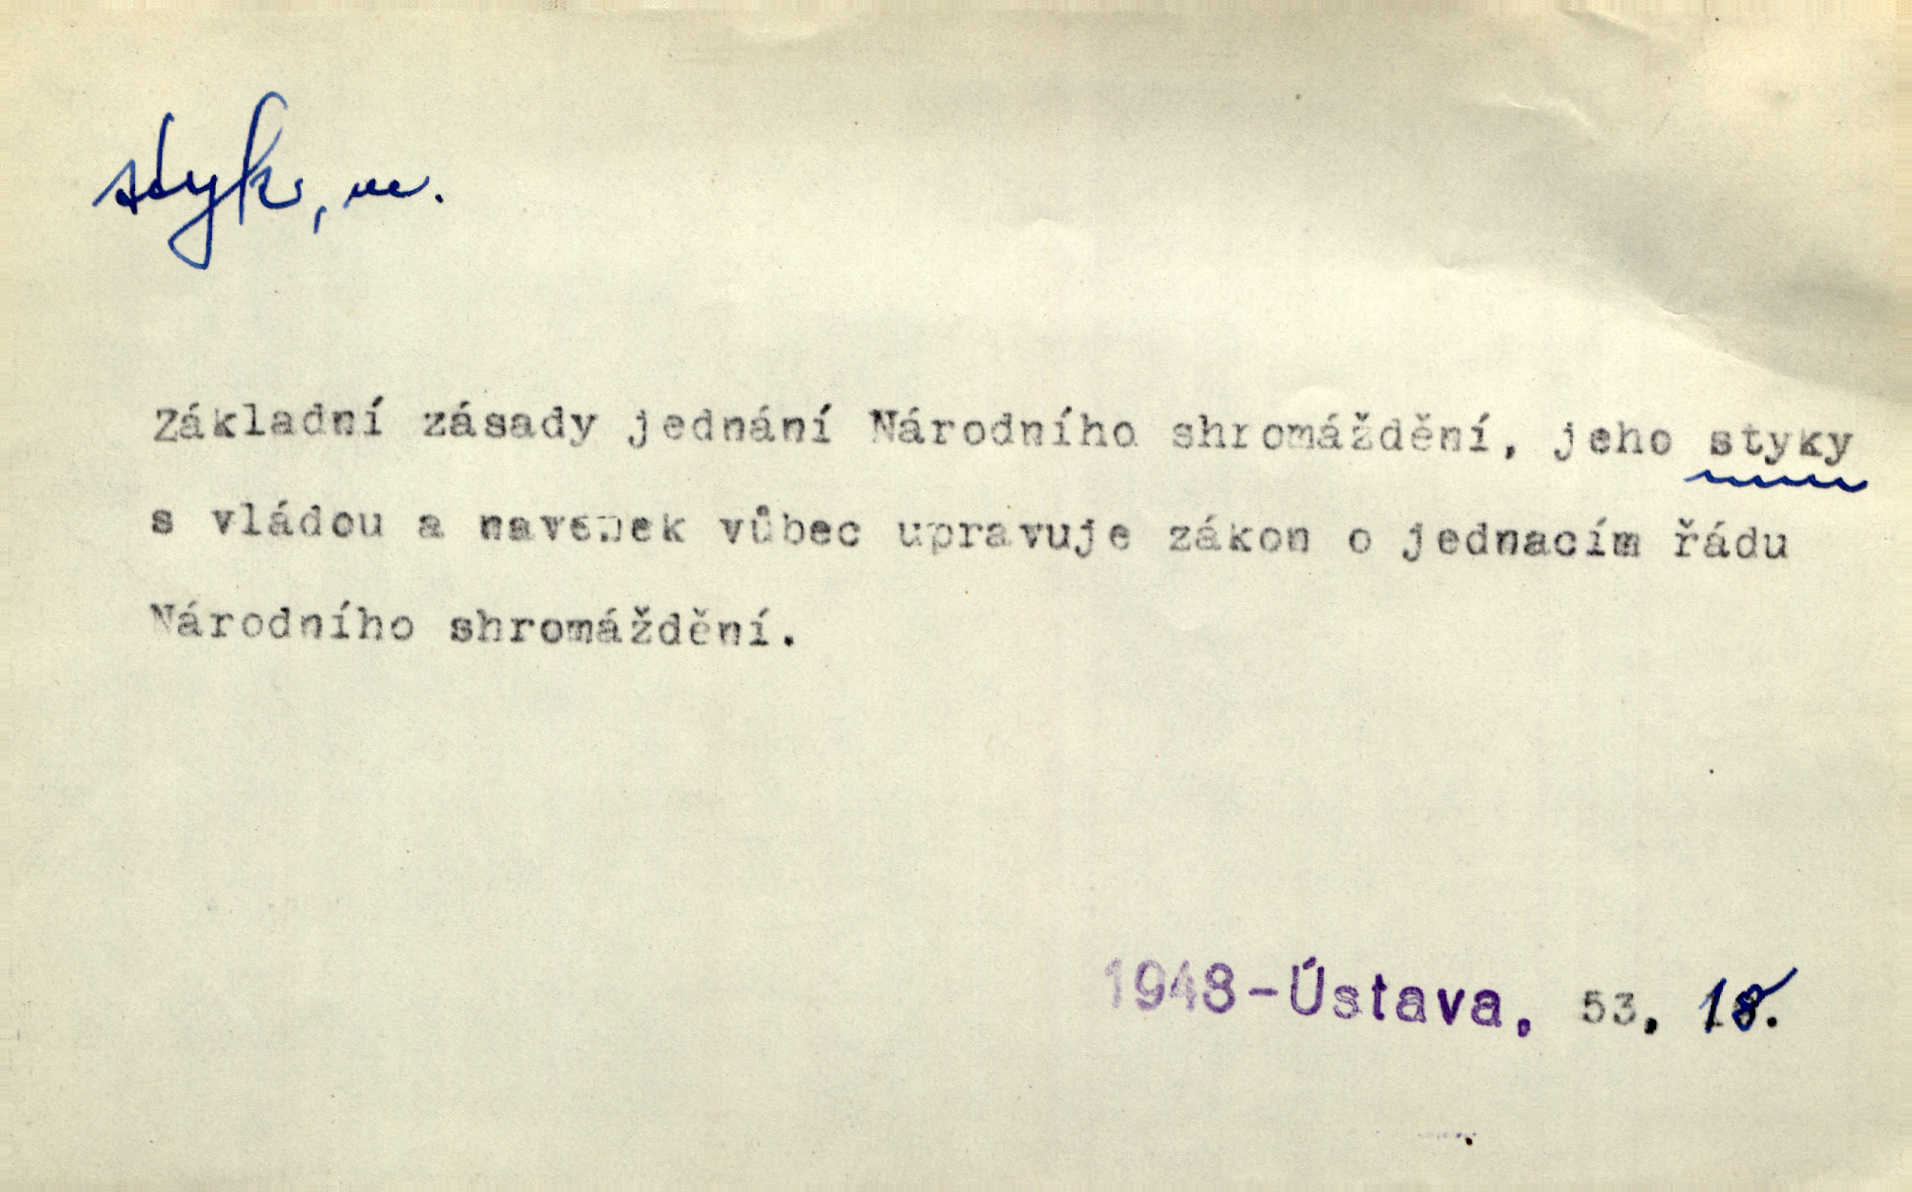 styk, m.
Základní zásady jednání Národního shromáždění, jeho styky
s vládou a navenek vůbec upravuje zákon o jednacím řádu
Národního shromáždění.
1948-Ústava, 53, 18.